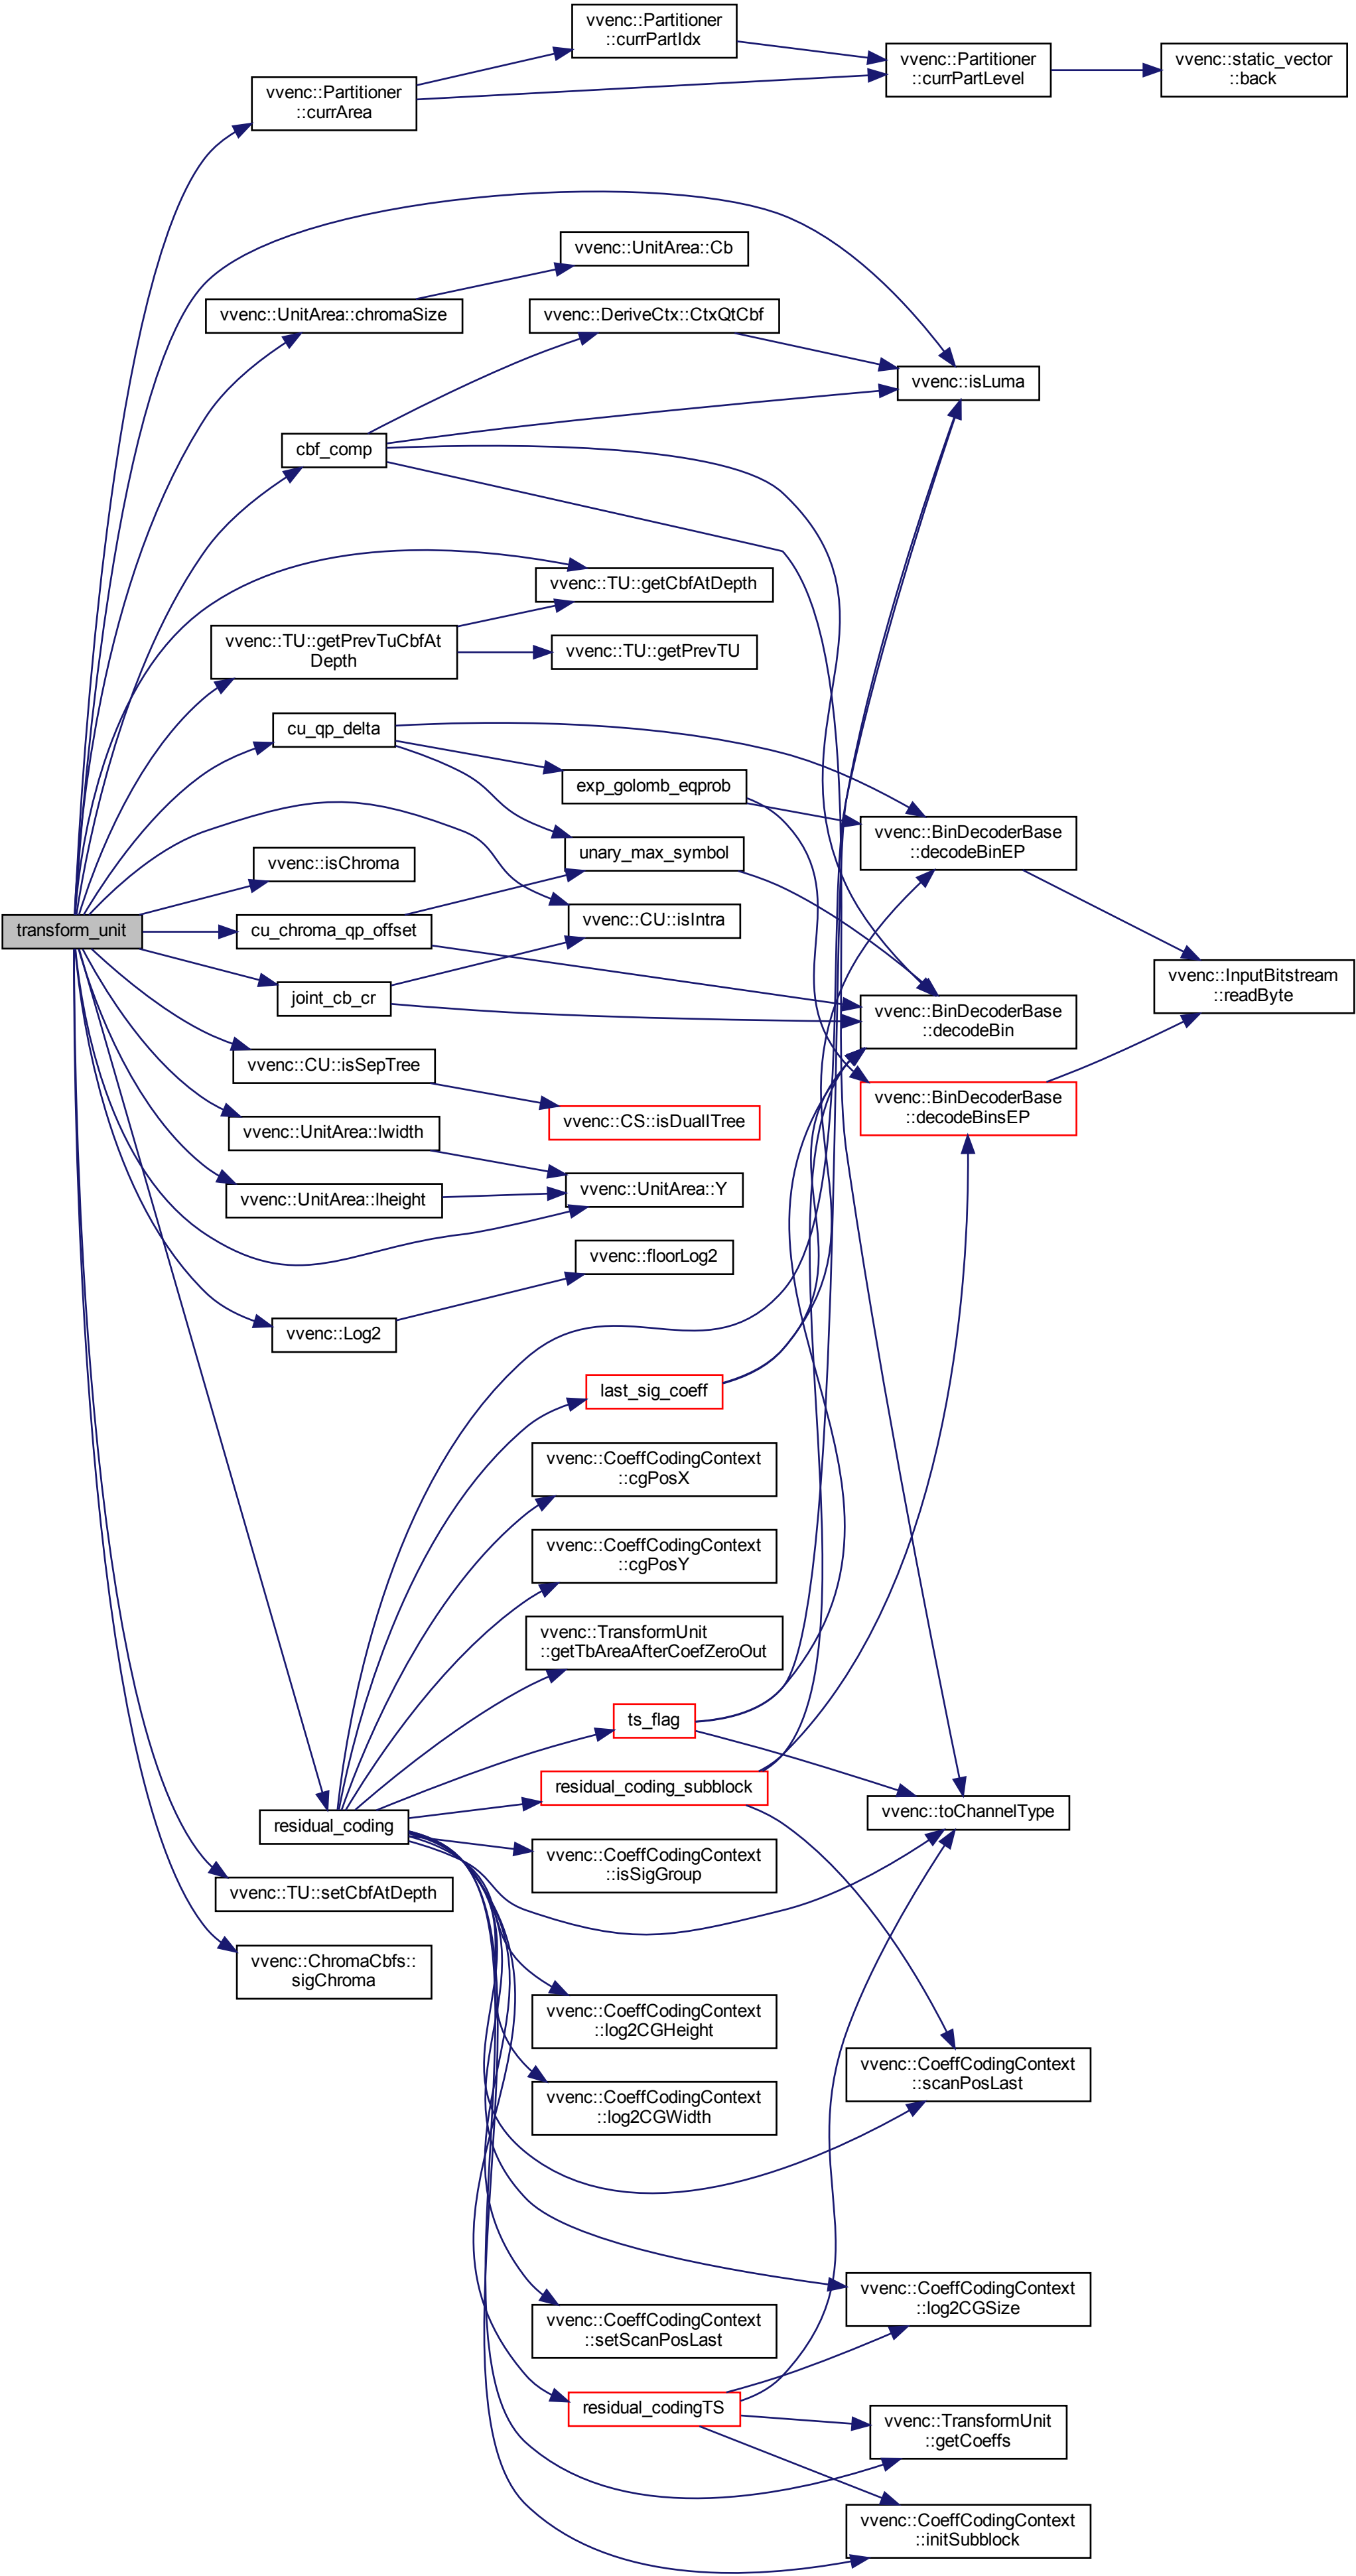 vvenc::Partitioner
::currPartIdx
vvenc::Partitioner
::currPartLevel
vvenc::static_vector
::back
vvenc::Partitioner
::currArea
vvenc::UnitArea::Cb
vvenc::UnitArea::chromaSize
vvenc::DeriveCtx::CtxQtCbf
vvenc::isLuma
cbf_comp
vvenc::TU::getCbfAtDepth
vvenc::TU::getPrevTuCbfAt
Depth
vvenc::TU::getPrevTU
cu_qp_delta
exp_golomb_eqprob
vvenc::BinDecoderBase
::decodeBinEP
unary_max_symbol
vvenc::isChroma
transform_unit
cu_chroma_qp_offset
vvenc::CU::isIntra
vvenc::InputBitstream
::readByte
joint_cb_cr
vvenc::BinDecoderBase
::decodeBin
vvenc::CU::isSepTree
vvenc::BinDecoderBase
::decodeBinsEP
vvenc::CS::isDualITree
vvenc::UnitArea::lwidth
vvenc::UnitArea::lheight
vvenc::UnitArea::Y
vvenc::floorLog2
vvenc::Log2
last_sig_coeff
vvenc::CoeffCodingContext
::cgPosX
vvenc::CoeffCodingContext
::cgPosY
vvenc::TransformUnit
::getTbAreaAfterCoefZeroOut
ts_flag
residual_coding_subblock
vvenc::toChannelType
residual_coding
vvenc::CoeffCodingContext
::isSigGroup
vvenc::TU::setCbfAtDepth
vvenc::ChromaCbfs::
sigChroma
vvenc::CoeffCodingContext
::log2CGHeight
vvenc::CoeffCodingContext
::scanPosLast
vvenc::CoeffCodingContext
::log2CGWidth
vvenc::CoeffCodingContext
::log2CGSize
vvenc::CoeffCodingContext
::setScanPosLast
residual_codingTS
vvenc::TransformUnit
::getCoeffs
vvenc::CoeffCodingContext
::initSubblock